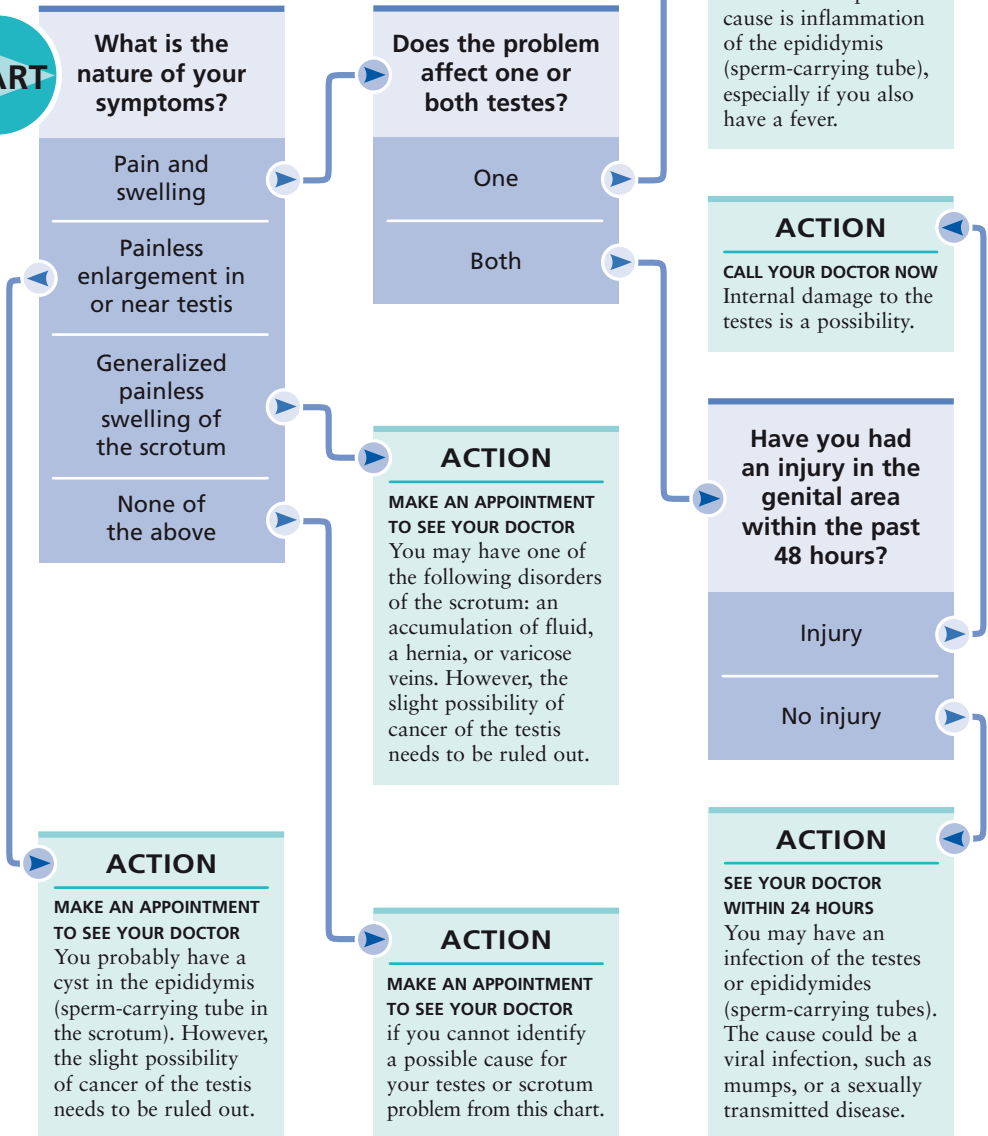 ART
What is the
nature of your
symptoms?
Pain and
swelling
Painless
enlargement in
or near testis
Generalized
painless
swelling of
the scrotum
None of
the above
Does the problem
affect one or
both testes?
One
Both
cause is inflammation
of the epididymis
(sperm-carrying tube),
especially if you also
have a fever.
ACTION
CALL YOUR DOCTOR NOW
Internal damage to the
testes is a possibility.
Have you had
an injury in the
genital area
within the past
48 hours?
Injury
No injury
ACTION
MAKE AN APPOINTMENT
TO SEE YOUR DOCTOR
You may have one of
the following disorders
of the scrotum: an
accumulation of fluid,
a hernia, or varicose
veins. However, the
slight possibility of
cancer of the testis
needs to be ruled out.
ACTION
MAKE AN APPOINTMENT
TO SEE YOUR DOCTOR
You probably have a
cyst in the epididymis
(sperm-carrying tube in
the scrotum). However,
the slight possibility
of cancer of the testis
needs to be ruled out.
ACTION
MAKE AN APPOINTMENT
TO SEE YOUR DOCTOR
if you cannot identify
a possible cause for
your testes or scrotum
problem from this chart.
ACTION
SEE YOUR DOCTOR
WITHIN 24 HOURS
You may have an
infection of the testes
or epididymides
(sperm-carrying tubes).
The cause could be a
viral infection, such as
mumps, or a sexually
transmitted disease.